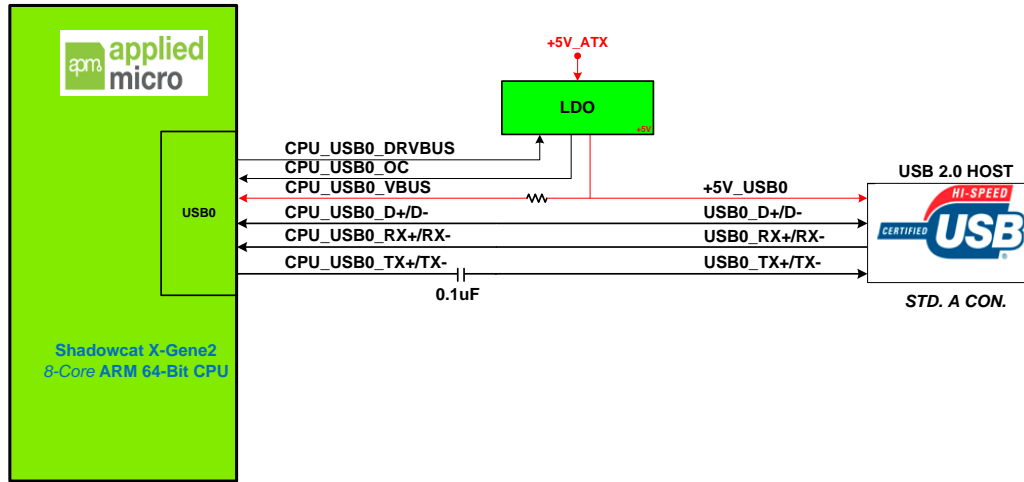 apm
applied
micro
+5V_ATX
LDO
+5V
CPU_USB0_DRVBUS
CPU_USB0_OC
CPU_USB0_VBUS
+5V_USB0
USB 2.0 HOST
HI-SPEED
CERTIFIED
USB
®
USB0
CPU_USB0_D+/D-
USB0_D+/D-
CPU_USB0_RX+/RX-
USB0_RX+/RX-
CPU_USB0_TX+/TX-
USB0_TX+/TX-
0.1uF
STD. A CON.
Shadowcat X-Gene2
8-Core ARM 64-Bit CPU